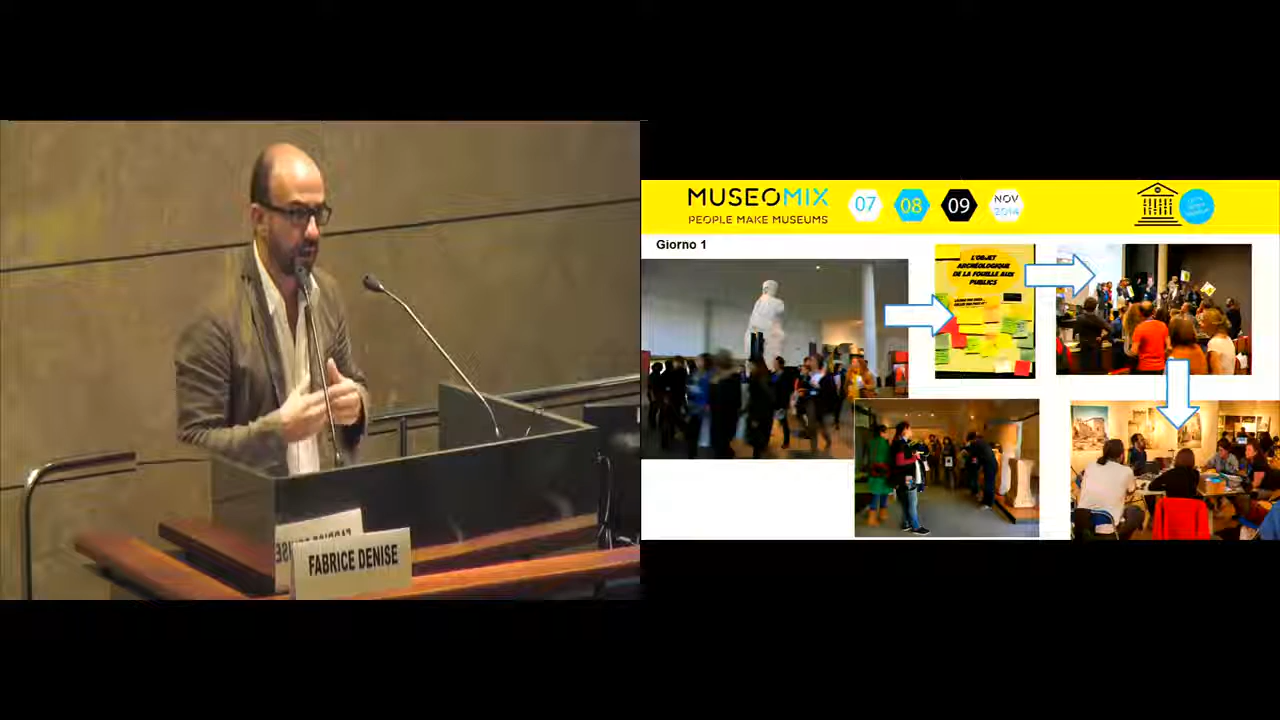 FABRICE DENISE
MUSEOMIX
PEOPLE MAKE MUSEUMS
07
08
09
NOV
2014
Giorno 1
L'OBJET
ARCHÉOLOGIQUE
DE LA FOUILLE AUX
PUBLICS